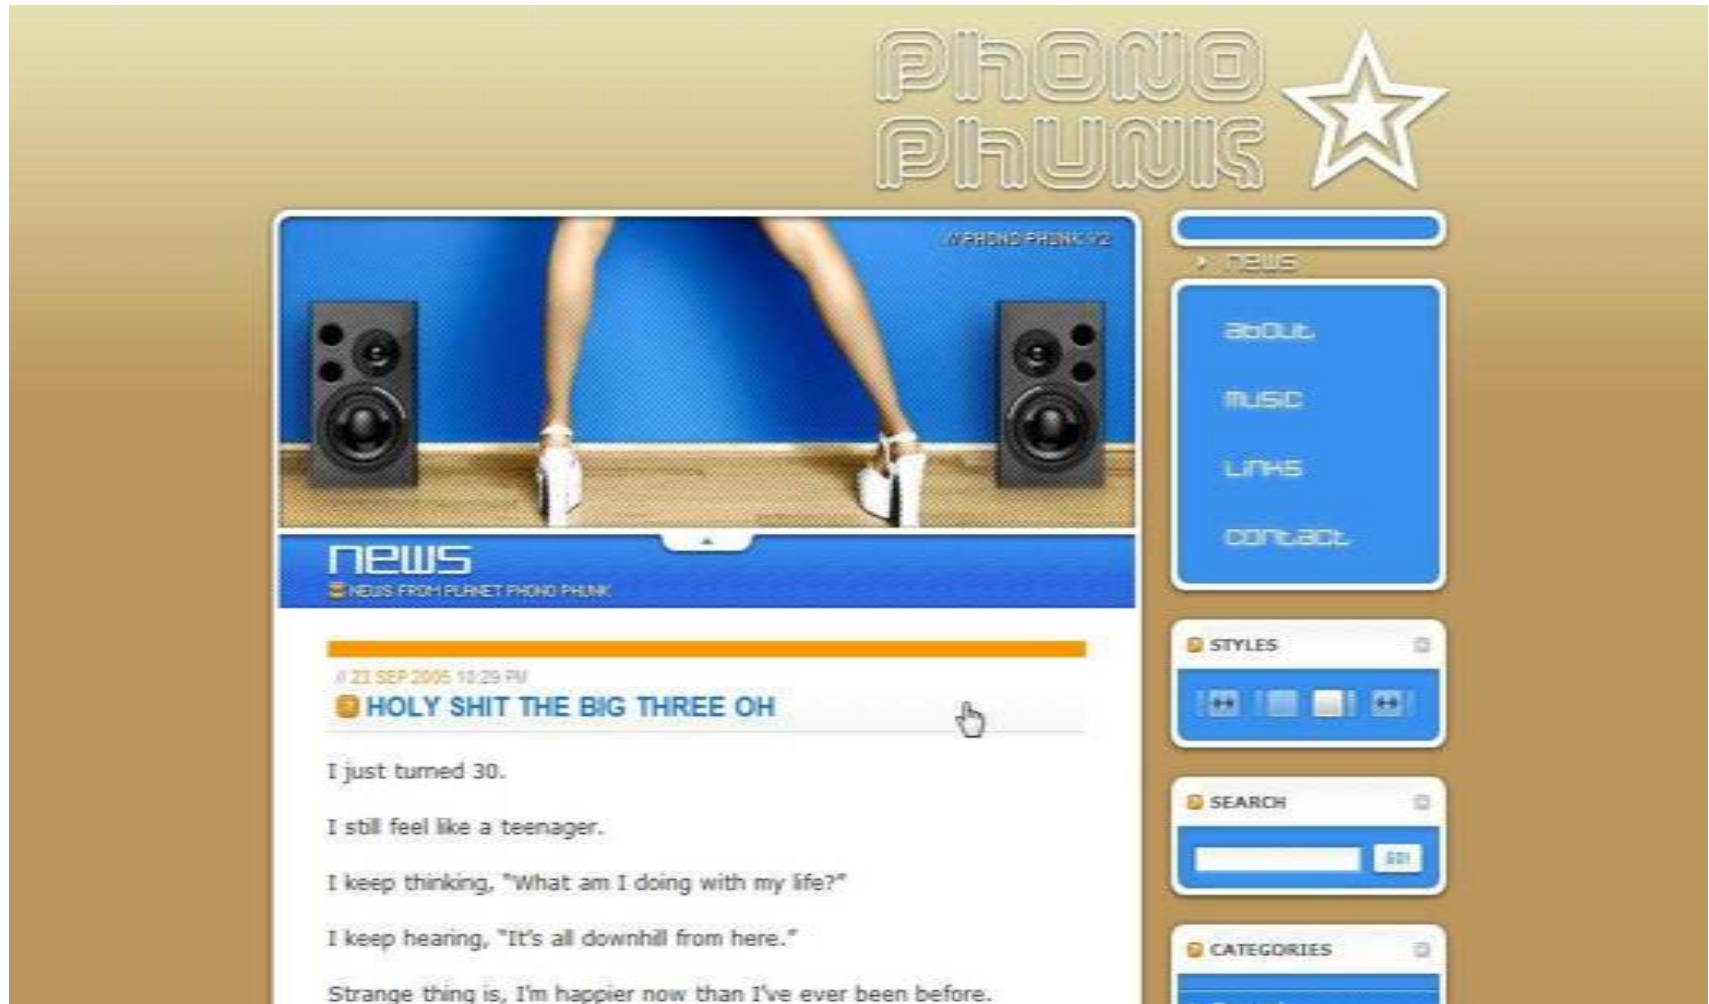 PHONO
PHUNK
// PHONO PHUNK V2
news
about
music
links
contact
news
NEWS FROM PLANET PHONO PHUNK
// 23 SEP 2005 10:29 PM
HOLY SHIT THE BIG THREE OH
I just turned 30.
I still feel like a teenager.
I keep thinking, "What am I doing with my life?"
I keep hearing, "It's all downhill from here."
Strange thing is, I'm happier now than I've ever been before.
STYLES
SEARCH
GO!
CATEGORIES